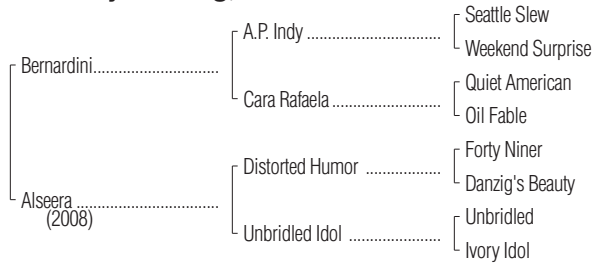 Seattle Slew
A.P. Indy
Weekend Surprise
Bernardini
Quiet American
Cara Rafaela
Oil Fable
Forty Niner
Distorted Humor
Danzig's Beauty
Alseera
(2008)
Unbridled
Unbridled Idol
Ivory Idol